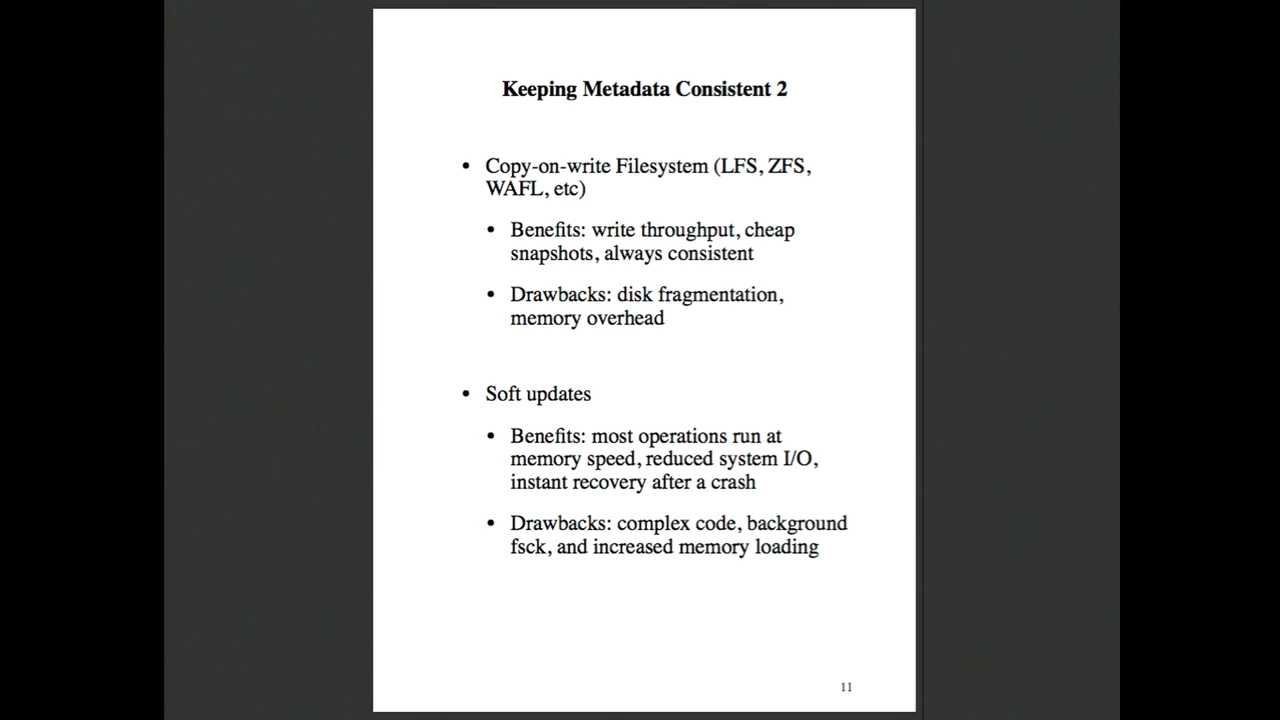 Keeping Metadata Consistent 2
• Copy-on-write Filesystem (LFS, ZFS,
WAFL, etc)
• Benefits: write throughput, cheap
snapshots, always consistent
• Drawbacks: disk fragmentation,
memory overhead
• Soft updates
• Benefits: most operations run at
memory speed, reduced system I/O,
instant recovery after a crash
• Drawbacks: complex code, background
fsck, and increased memory loading
11